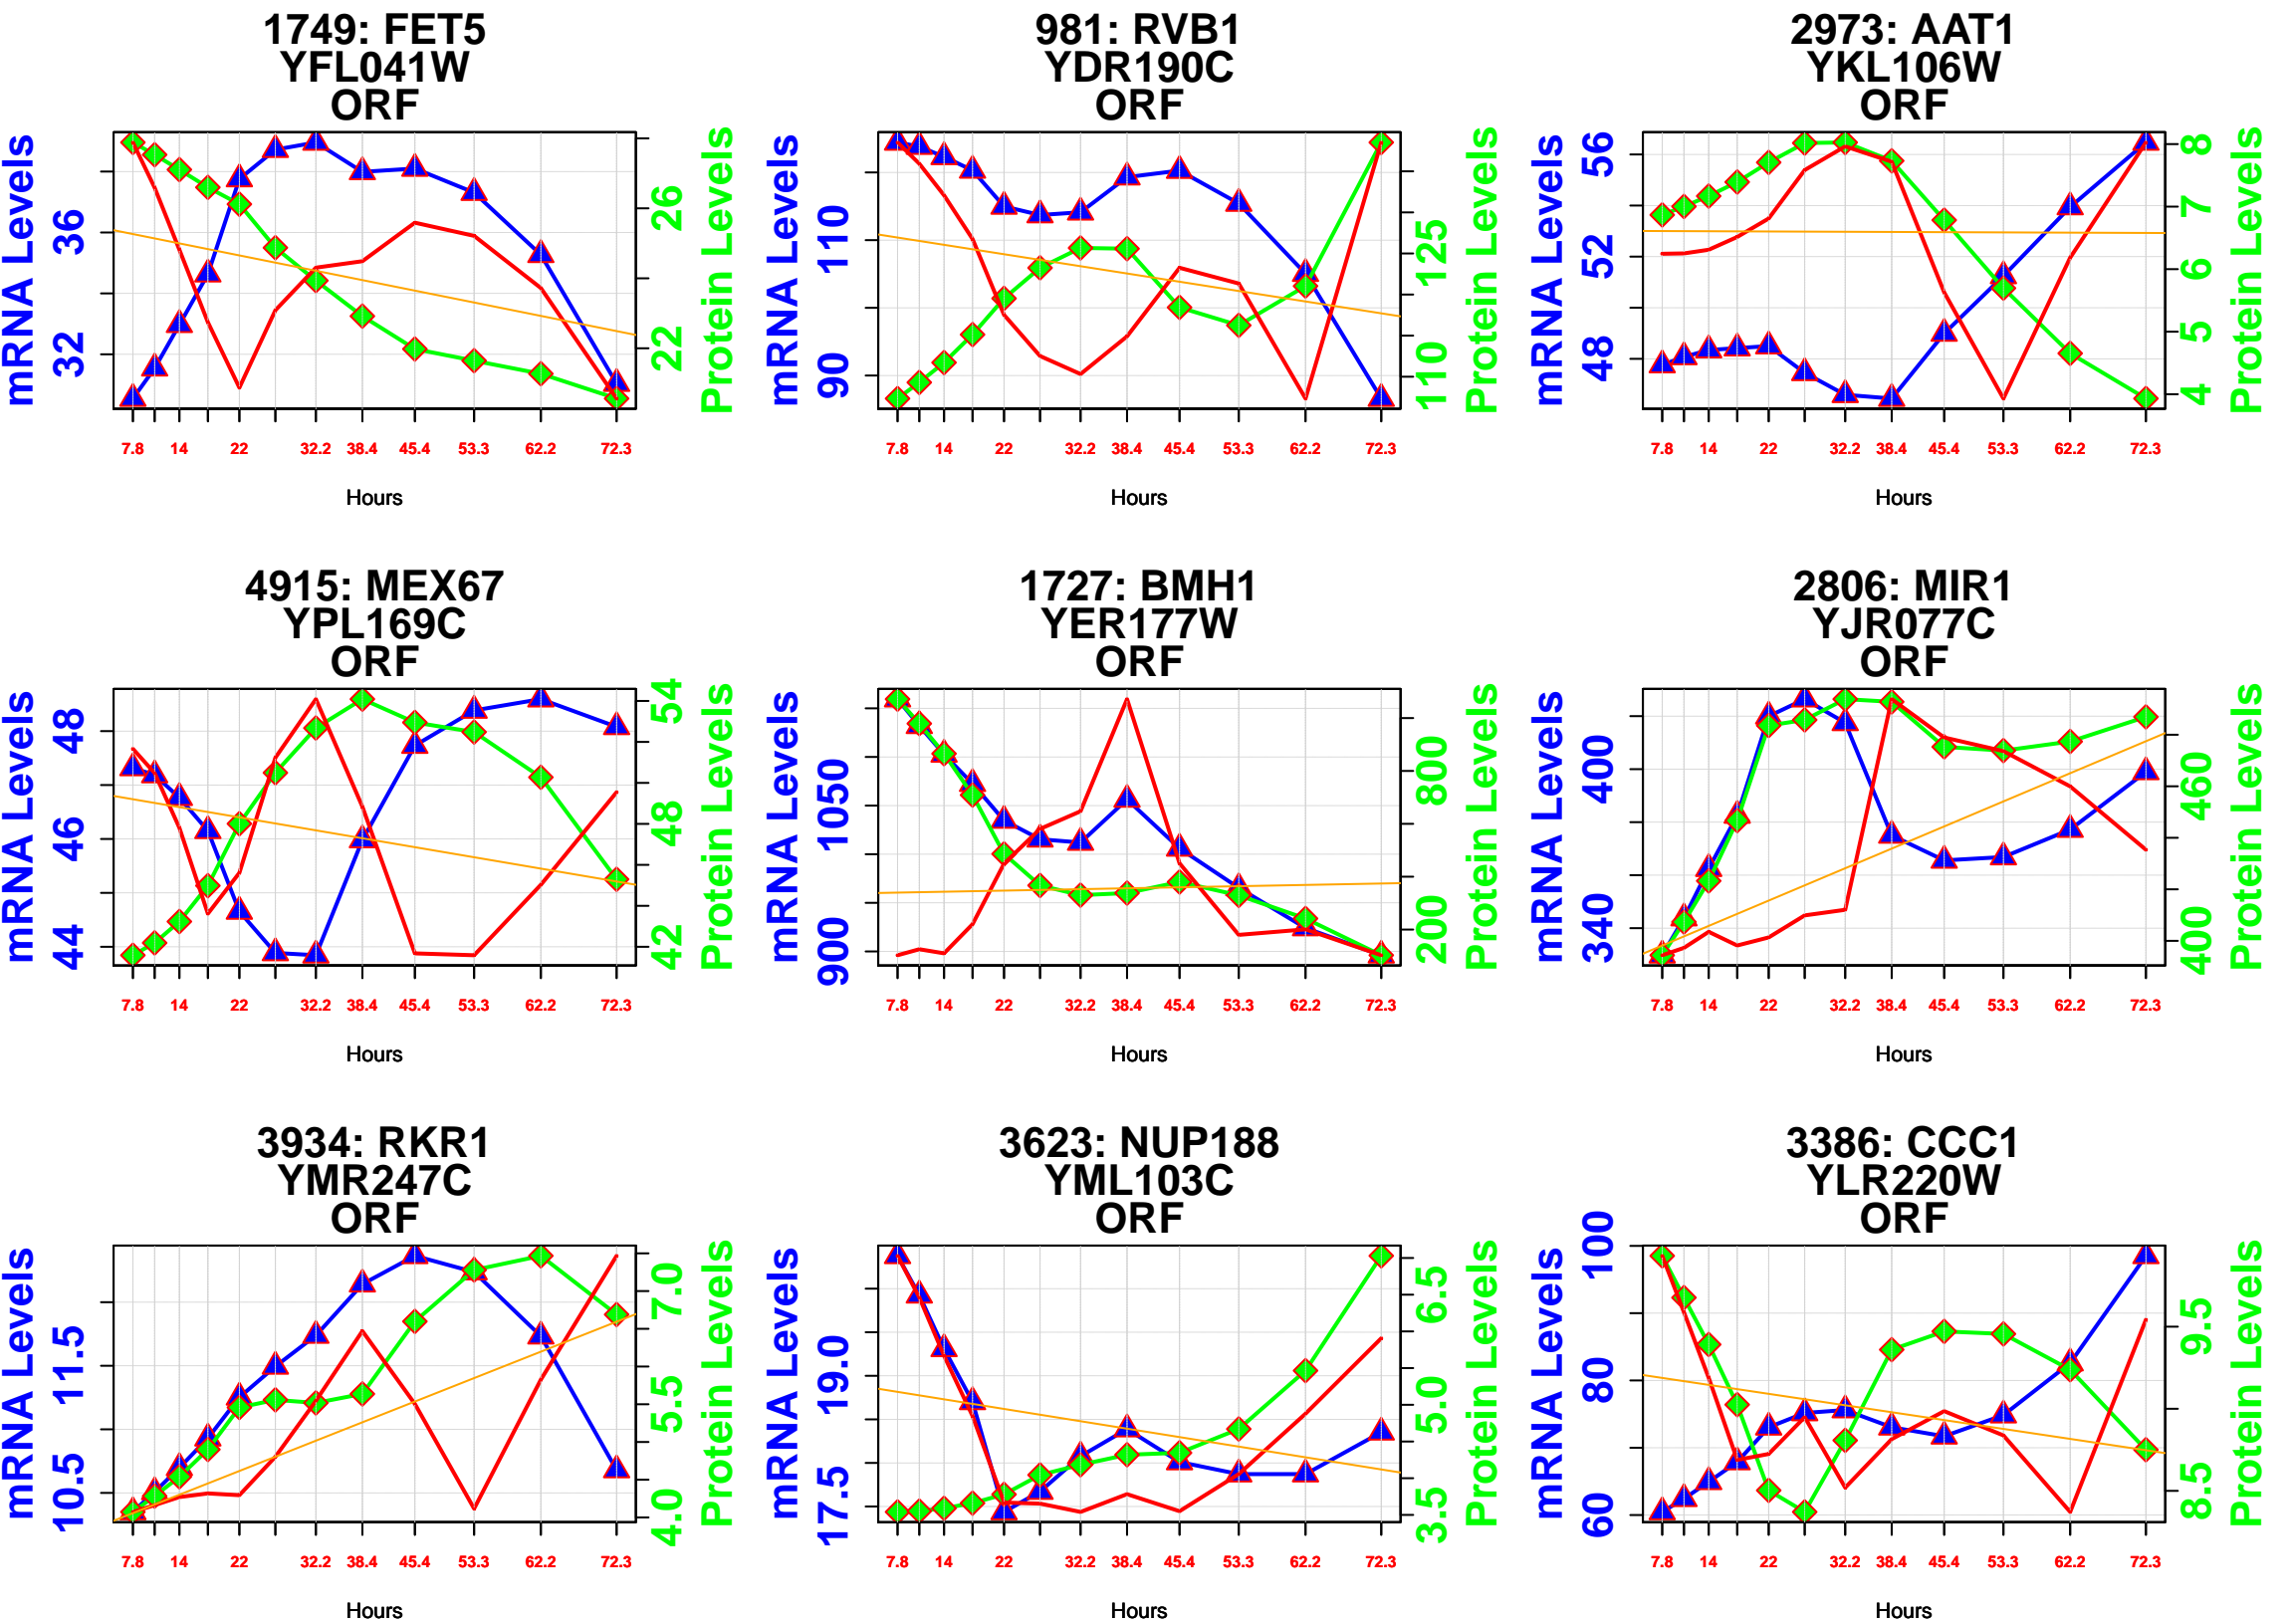 1749: FET5
YFL041W
ORF
mRNA Levels
32 36
22 26
Protein Levels
7.8 14 22 32.2 38.4 45.4 53.3 62.2 72.3
Hours
981: RVB1
YDR190C
ORF
mRNA Levels
90 110
110 125
Protein Levels
7.8 14 22 32.2 38.4 45.4 53.3 62.2 72.3
Hours
2973: AAT1
YKL106W
ORF
mRNA Levels
48 52 56
4 5 6 7 8
Protein Levels
7.8 14 22 32.2 38.4 45.4 53.3 62.2 72.3
Hours
4915: MEX67
YPL169C
ORF
mRNA Levels
44 46 48
42 48 54
Protein Levels
7.8 14 22 32.2 38.4 45.4 53.3 62.2 72.3
Hours
1727: BMH1
YER177W
ORF
mRNA Levels
900 1050
200 800
Protein Levels
7.8 14 22 32.2 38.4 45.4 53.3 62.2 72.3
Hours
2806: MIR1
YJR077C
ORF
mRNA Levels
340 400
400 460
Protein Levels
7.8 14 22 32.2 38.4 45.4 53.3 62.2 72.3
Hours
3934: RKR1
YMR247C
ORF
mRNA Levels
10.5 11.5
4.0 5.5 7.0
Protein Levels
7.8 14 22 32.2 38.4 45.4 53.3 62.2 72.3
Hours
3623: NUP188
YML103C
ORF
mRNA Levels
17.5 19.0
3.5 5.0 6.5
Protein Levels
7.8 14 22 32.2 38.4 45.4 53.3 62.2 72.3
Hours
3386: CCC1
YLR220W
ORF
mRNA Levels
60 80 100
8.5 9.5
Protein Levels
7.8 14 22 32.2 38.4 45.4 53.3 62.2 72.3
Hours